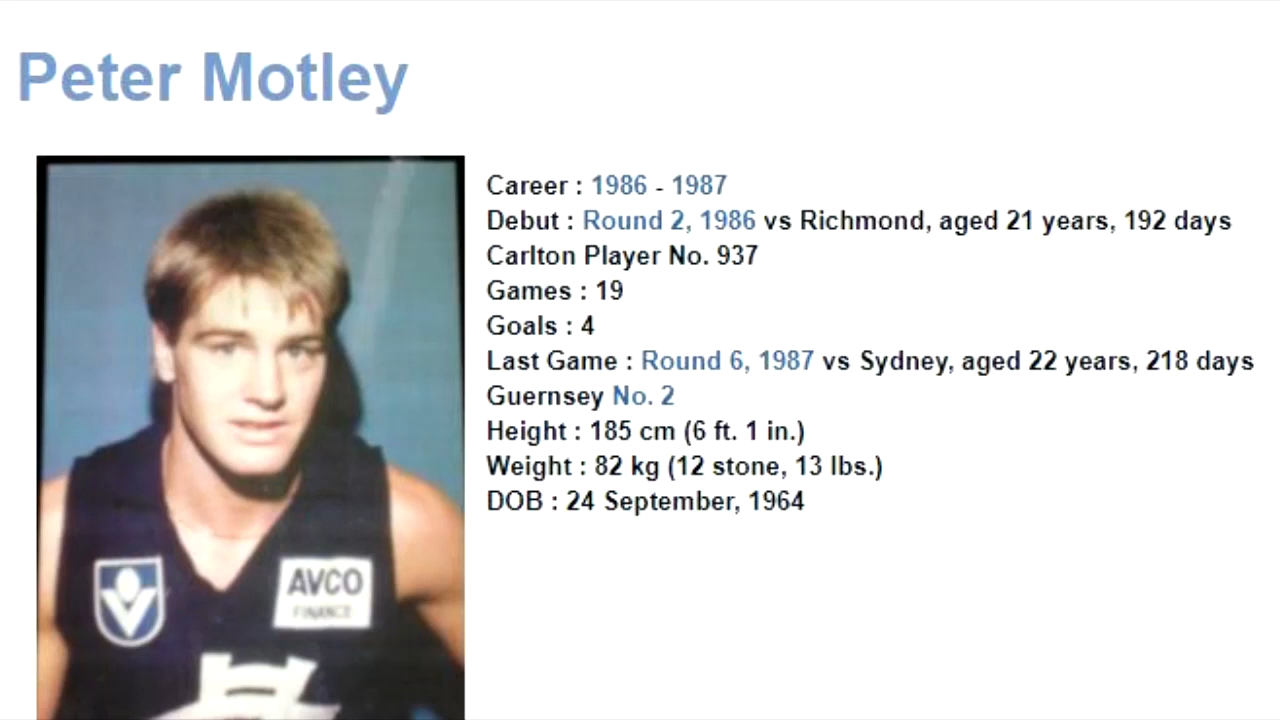 Peter Motley
Career : 1986 - 1987
Debut : Round 2, 1986 vs Richmond, aged 21 years, 192 days
Carlton Player No. 937
Games : 19
Goals : 4
Last Game : Round 6, 1987 vs Sydney, aged 22 years, 218 days
Guernsey No. 2
Height : 185 cm (6 ft. 1 in.)
Weight : 82 kg (12 stone, 13 lbs.)
DOB : 24 September, 1964
AVCO
FINANCE